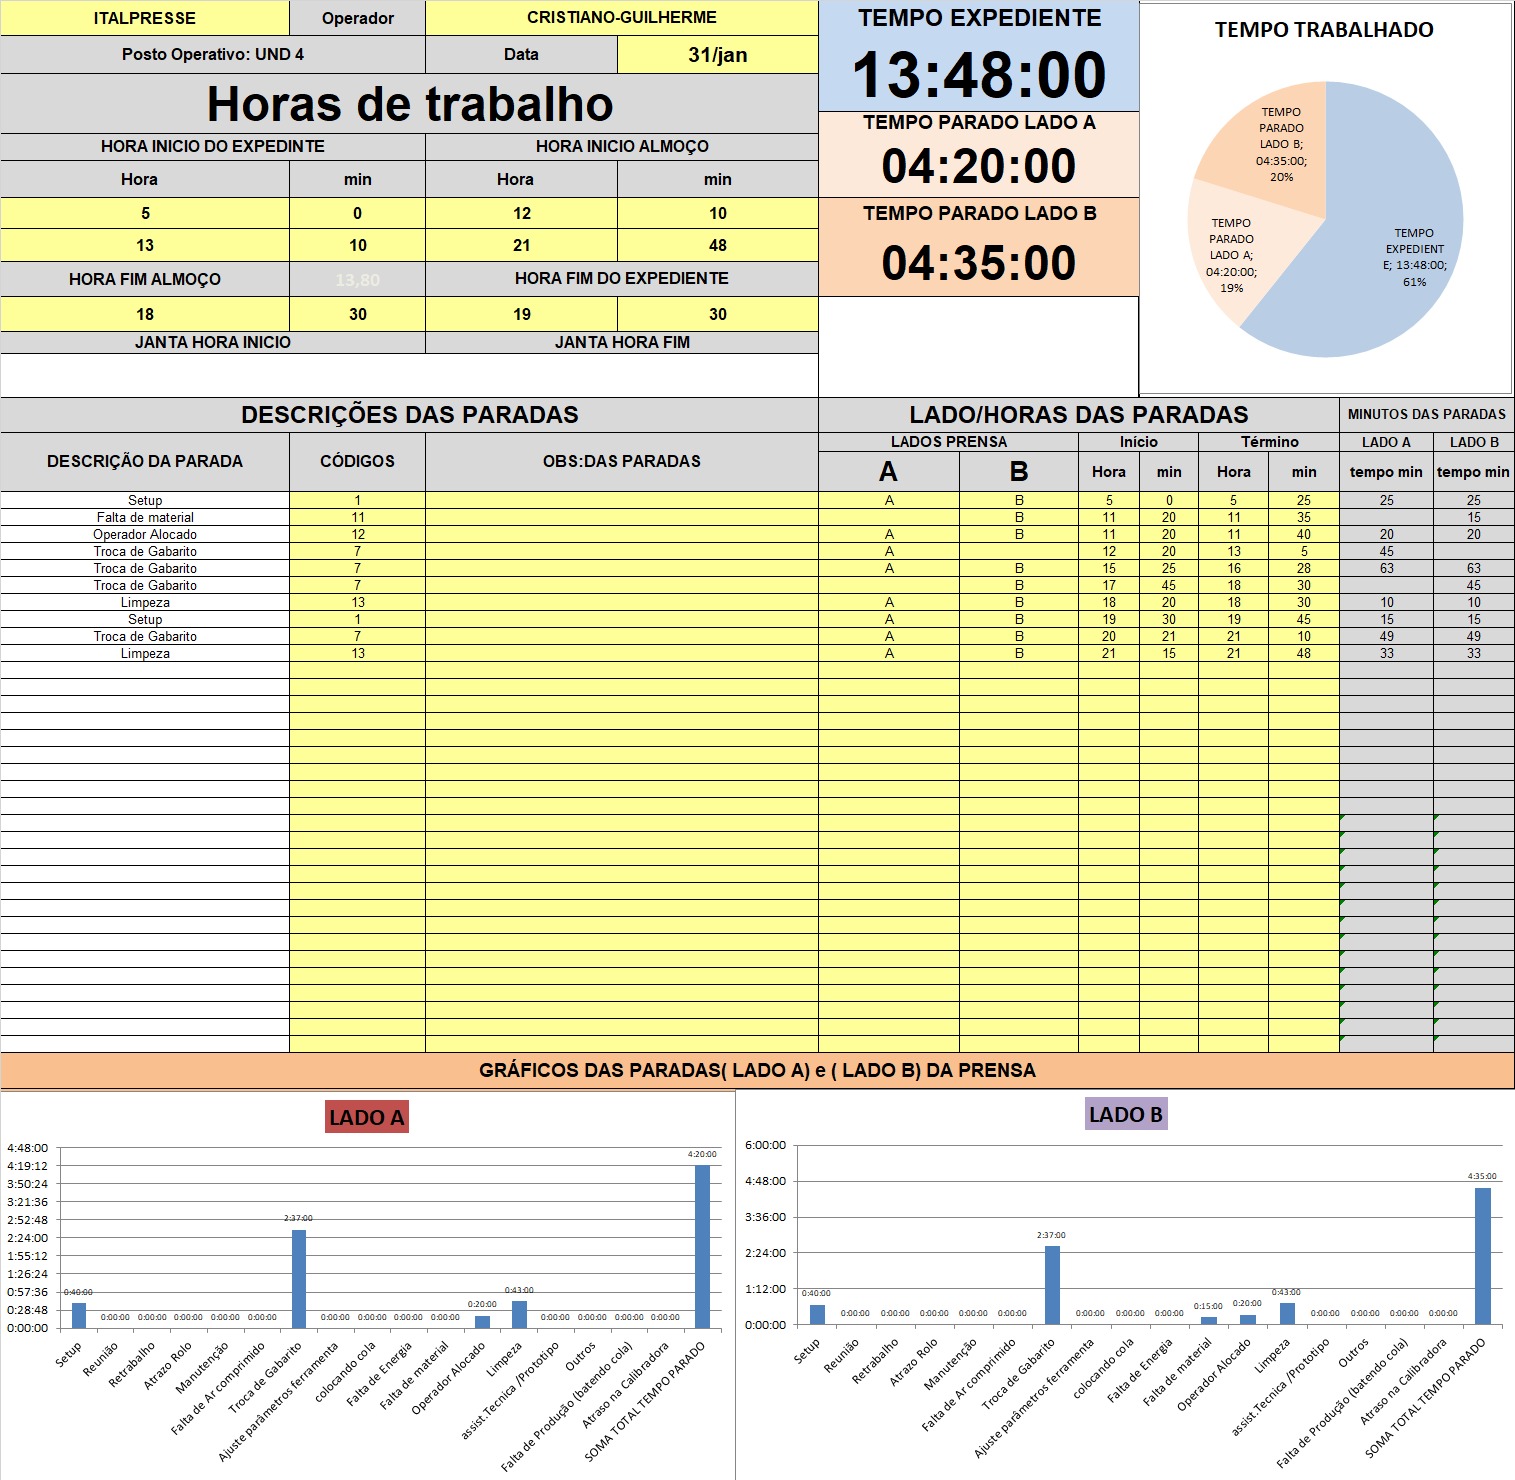 ITALPRESSE Operador CRISTIANO-GUILHERME
Posto Operativo: UND 4 Data 31/jan
Horas de trabalho
HORA INICIO DO EXPEDINTE HORA INICIO ALMOÇO
Hora min Hora min
5 0 12 10
13 10 21 48
HORA FIM ALMOÇO 13,80 HORA FIM DO EXPEDIENTE
18 30 19 30
JANTA HORA INICIO JANTA HORA FIM
TEMPO EXPEDIENTE
13:48:00
TEMPO PARADO LADO A
04:20:00
TEMPO PARADO LADO B
04:35:00
TEMPO TRABALHADO
TEMPO
PARADO
LADO B;
04:35:00;
20%
TEMPO
PARADO
LADO A;
04:20:00;
19%
TEMPO
EXPEDIENT
E; 13:48:00;
61%
DESCRIÇÕES DAS PARADAS LADO/HORAS DAS PARADAS MINUTOS DAS PARADAS
DESCRIÇÃO DA PARADA CÓDIGOS OBS:DAS PARADAS LADOS PRENSA Início Término LADO A LADO B
A B Hora min Hora min tempo min tempo min
Setup 1 A B 5 0 5 25 25 25
Falta de material 11 B 11 20 11 35 15
Operador Alocado 12 A B 11 20 11 40 20 20
Troca de Gabarito 7 A 12 20 13 5 45
Troca de Gabarito 7 A B 15 25 16 28 63 63
Troca de Gabarito 7 B 17 45 18 30 45
Limpeza 13 A B 18 20 18 30 10 10
Setup 1 A B 19 30 19 45 15 15
Troca de Gabarito 7 A B 20 21 21 10 49 49
Limpeza 13 A B 21 15 21 48 33 33
GRÁFICOS DAS PARADAS( LADO A) e ( LADO B) DA PRENSA
LADO A
4:48:00
4:19:12
3:50:24
3:21:36
2:52:48
2:24:00
1:55:12
1:26:24
0:57:36
0:28:48
0:00:00
0:40:00 0:00:00 0:00:00 0:00:00 0:00:00 0:00:00 2:37:00 0:00:00 0:00:00 0:00:00 0:00:00 0:20:00 0:43:00 0:00:00 0:00:00 0:00:00 0:00:00 4:20:00
Setup
Reunião
Retrabalho
Atrazo Rolo
Manutenção
Falta de Ar comprimido
Troca de Gabarito
Ajuste parâmetros ferramenta
colocando cola
Falta de Energia
Falta de material
Operador Alocado
Limpeza
assist.Tecnica /Prototipo
Outros
Falta de Produção (batendo cola)
Atraso na Calibradora
SOMA TOTAL TEMPO PARADO
LADO B
6:00:00
4:48:00
3:36:00
2:24:00
1:12:00
0:00:00
0:40:00 0:00:00 0:00:00 0:00:00 0:00:00 0:00:00 2:37:00 0:00:00 0:00:00 0:00:00 0:15:00 0:20:00 0:43:00 0:00:00 0:00:00 0:00:00 0:00:00 4:35:00
Setup
Reunião
Retrabalho
Atrazo Rolo
Manutenção
Falta de Ar comprimido
Troca de Gabarito
Ajuste parâmetros ferramenta
colocando cola
Falta de Energia
Falta de material
Operador Alocado
Limpeza
assist.Tecnica /Prototipo
Outros
Falta de Produção (batendo cola)
Atraso na Calibradora
SOMA TOTAL TEMPO PARADO